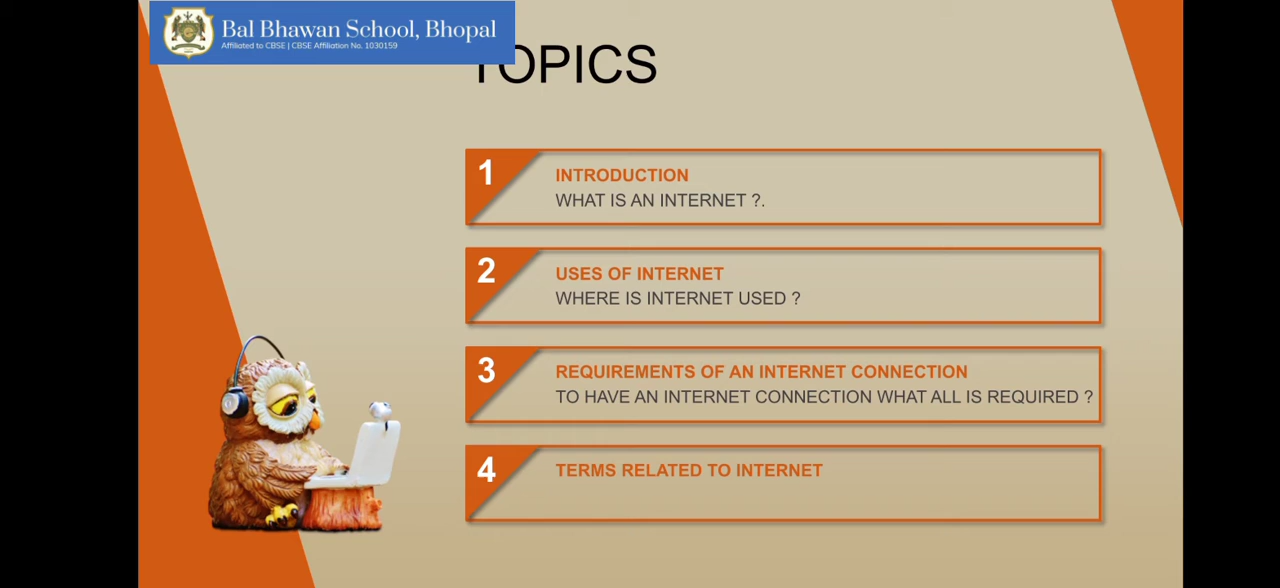 Bal Bhawan School, Bhopal
Affiliated to CBSE | CBSE Affiliation No. 1030159
TOPICS
1
INTRODUCTION
WHAT IS AN INTERNET ?.
2
USES OF INTERNET
WHERE IS INTERNET USED ?
3
REQUIREMENTS OF AN INTERNET CONNECTION
TO HAVE AN INTERNET CONNECTION WHAT ALL IS REQUIRED ?
4
TERMS RELATED TO INTERNET